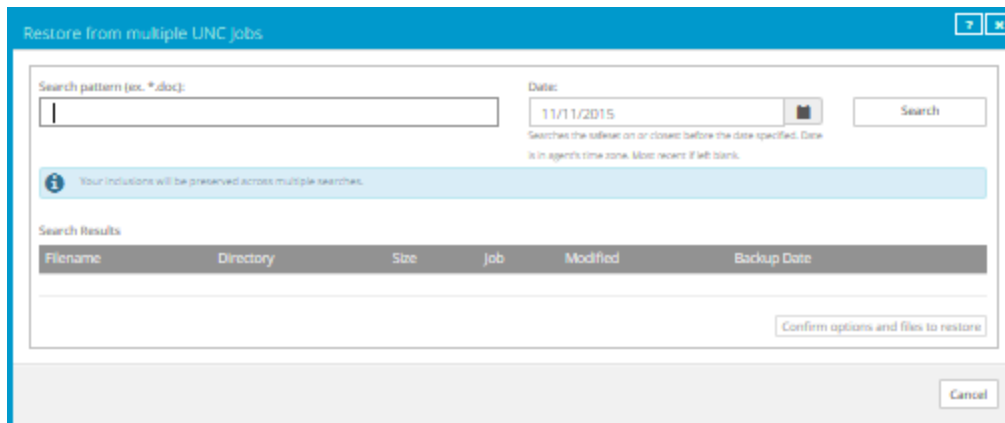 Restore from multiple UNC Jobs
?
Search pattern (ex. *.doc):
Date:
11/11/2015
Search
Searches the safeset on or closest before the date specified. Date
is in agent's time zone. Most recent if left blank.
Your inclusions will be preserved across multiple searches.
Search Results
Filename Directory Size Job Modified Backup Date
Confirm options and files to restore
Cancel